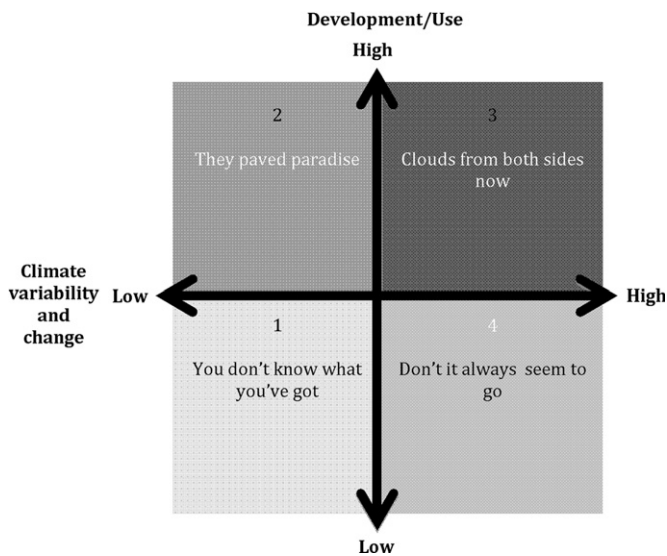 Development/Use
High
2
They paved paradise
3
Clouds from both sides
now
Climate
variability
and
change
Low
High
1
You don't know what
you've got
4
Don't it always seem to
go
Low